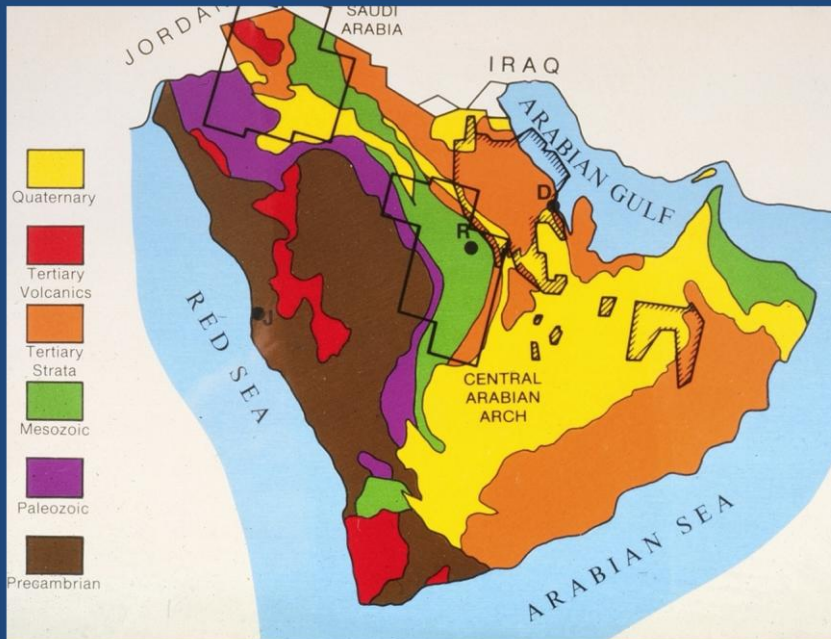 JORDAN
SAUDI
ARABIA
IRAQ
ARABIAN GULF
Quaternary
D
R
Tertiary
Volcanics
J
RED SEA
Tertiary
Strata
CENTRAL
ARABIAN
ARCH
Mesozoic
Paleozoic
ARABIAN SEA
Precambrian